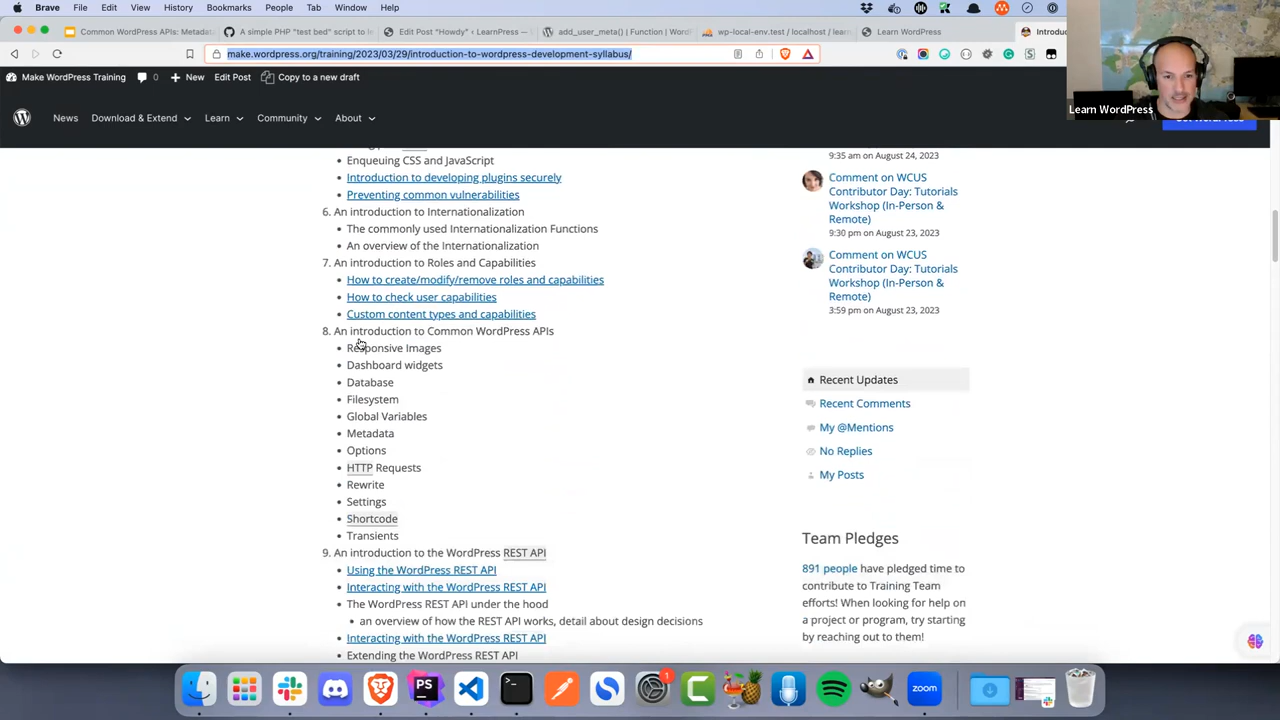 Brave File Edit View History Bookmarks People Tab Window Help
Common WordPress APIs: Metada
A simple PHP "test bed" script to
Edit Post "Howdy" ‹ LearnPress —
add_user_meta() | Function | Word
wp-local-env.test / localhost / learn
Learn WordPress
Introduc
make.wordpress.org/training/2023/03/29/introduction-to-wordpress-development-syllabus/
Make WordPress Training 0 New Edit Post Copy to a new draft
Learn WordPress
News Download & Extend Learn Community About
• Enqueuing CSS and JavaScript
• Introduction to developing plugins securely
• Preventing common vulnerabilities
6. An introduction to Internationalization
• The commonly used Internationalization Functions
• An overview of the Internationalization
7. An introduction to Roles and Capabilities
• How to create/modify/remove roles and capabilities
• How to check user capabilities
• Custom content types and capabilities
8. An introduction to Common WordPress APIs
• Responsive Images
• Dashboard widgets
• Database
• Filesystem
• Global Variables
• Metadata
• Options
• HTTP Requests
• Rewrite
• Settings
• Shortcode
• Transients
9. An introduction to the WordPress REST API
• Using the WordPress REST API
• Interacting with the WordPress REST API
• The WordPress REST API under the hood
• an overview of how the REST API works, detail about design decisions
• Interacting with the WordPress REST API
• Extending the WordPress REST API
9:35 am on August 24, 2023
Comment on WCUS
Contributor Day: Tutorials
Workshop (In-Person &
Remote)
9:30 pm on August 23, 2023
Comment on WCUS
Contributor Day: Tutorials
Workshop (In-Person &
Remote)
3:59 pm on August 23, 2023
Recent Updates
Recent Comments
My @Mentions
No Replies
My Posts
Team Pledges
891 people have pledged time to
contribute to Training Team
efforts! When looking for help on
a project or program, try starting
by reaching out to them!
PS
1
zoom